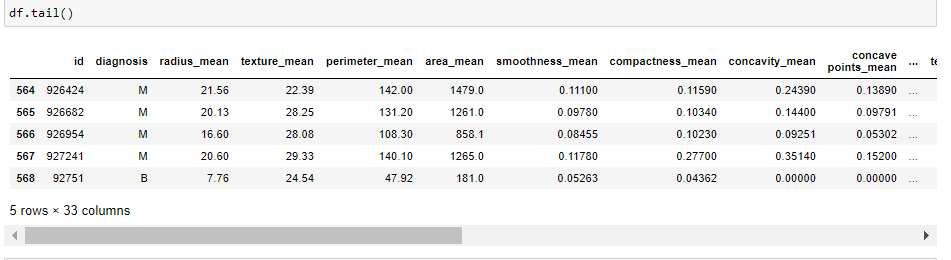 df.tail()
id diagnosis radius_mean texture_mean perimeter_mean area_mean smoothness_mean compactness_mean concavity_mean concave points_mean ... te
564 926424 M 21.56 22.39 142.00 1479.0 0.11100 0.11590 0.24390 0.13890 ...
565 926682 M 20.13 28.25 131.20 1261.0 0.09780 0.10340 0.14400 0.09791 ...
566 926954 M 16.60 28.08 108.30 858.1 0.08455 0.10230 0.09251 0.05302 ...
567 927241 M 20.60 29.33 140.10 1265.0 0.11780 0.27700 0.35140 0.15200 ...
568 92751 B 7.76 24.54 47.92 181.0 0.05263 0.04362 0.00000 0.00000 ...
5 rows × 33 columns